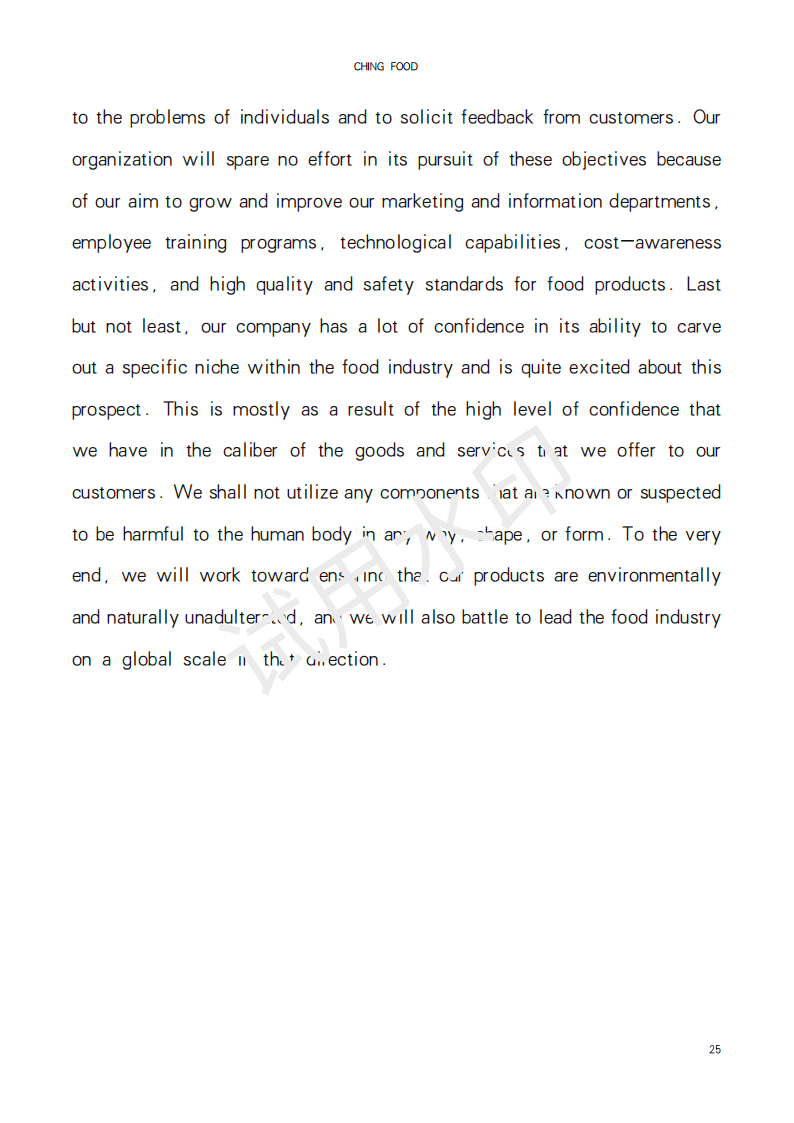 CHING FOOD
to the problems of individuals and to solicit feedback from customers. Our
organization will spare no effort in its pursuit of these objectives because
of our aim to grow and improve our marketing and information departments,
employee training programs, technological capabilities, cost—awareness
activities, and high quality and safety standards for food products. Last
but not least, our company has a lot of confidence in its ability to carve
out a specific niche within the food industry and is quite excited about this
prospect. This is mostly as a result of the high level of confidence that
we have in the caliber of the goods and services that we offer to our
customers. We shall not utilize any components that are known or suspected
to be harmful to the human body in any way, shape, or form. To the very
end, we will work toward ensuring that our products are environmentally
and naturally unadulterated, and we will also battle to lead the food industry
on a global scale in that direction.
试用水印
25